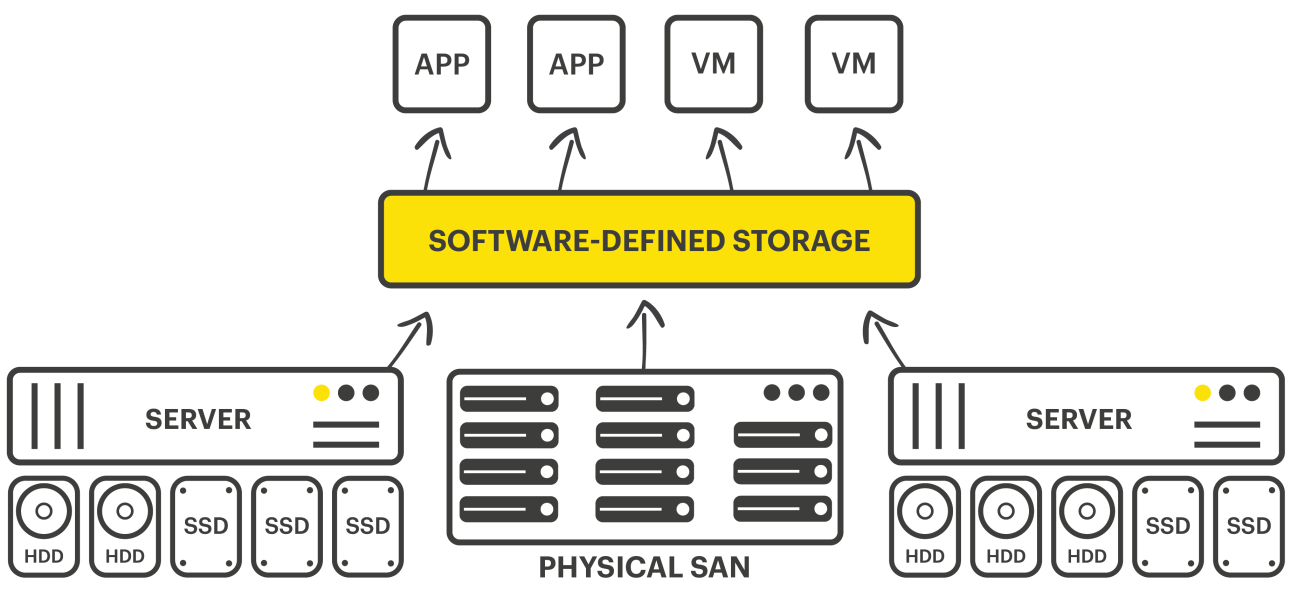 APP
APP
VM
VM
SOFTWARE-DEFINED STORAGE
SERVER
SERVER
HDD
HDD
SSD
SSD
SSD
HDD
HDD
HDD
SSD
SSD
PHYSICAL SAN